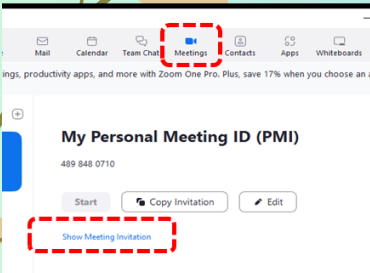 Mail Calendar Team Chat Meetings Contacts Apps Whiteboards
ings, productivity apps, and more with Zoom One Pro. Plus, save 17% when you choose an
My Personal Meeting ID (PMI)
489 848 0710
Start Copy Invitation Edit
Show Meeting Invitation